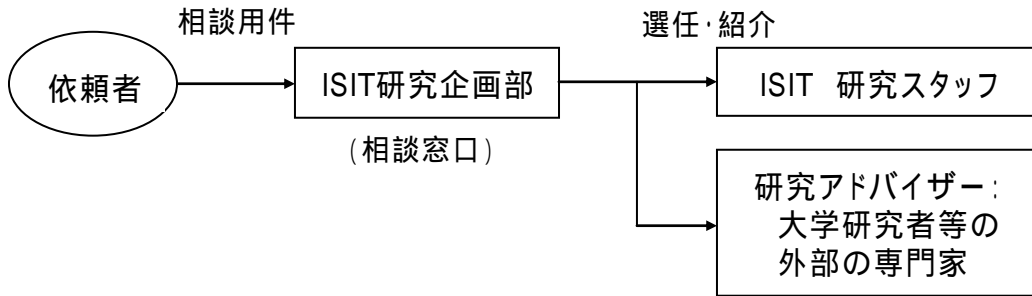 相談用件
選任・紹介
依頼者
ISIT研究企画部
ISIT 研究スタッフ
(相談窓口)
研究アドバイザー:
大学研究者等の
外部の専門家